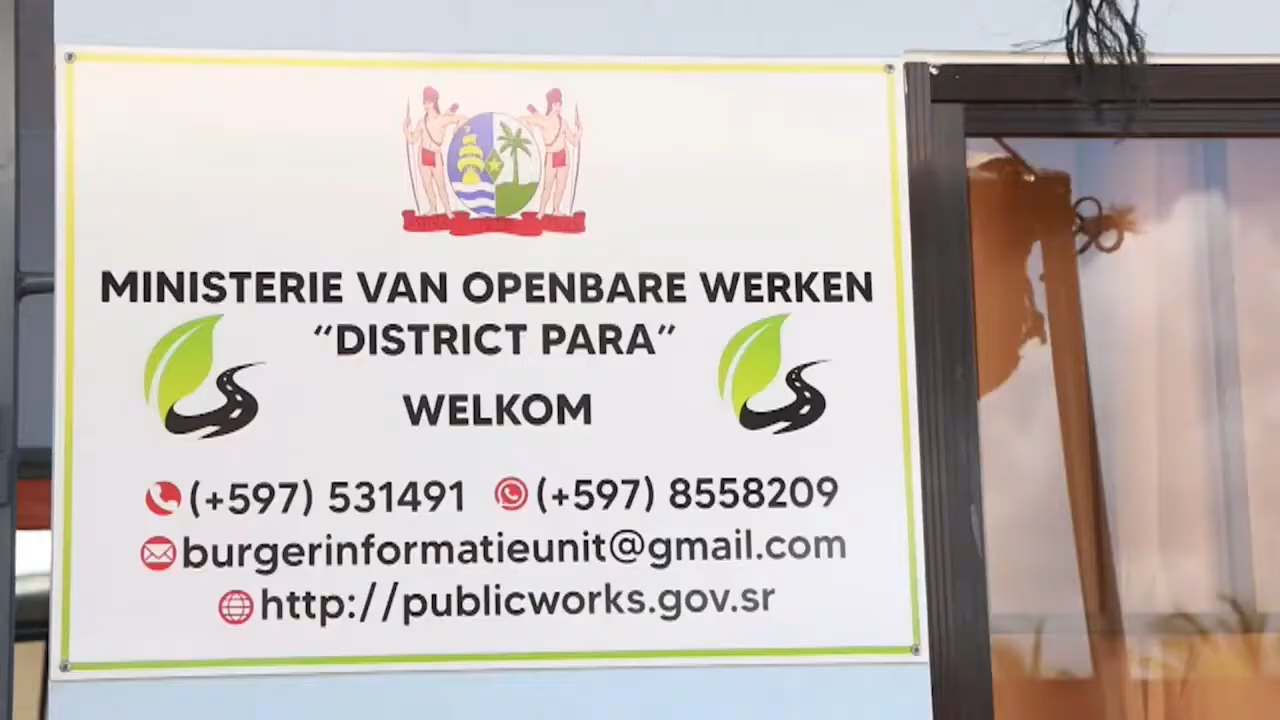 MINISTERIE VAN OPENBARE WERKEN
“DISTRICT PARA”
WELKOM
(+597) 531491 (+597) 8558209
burgerinformatieunit@gmail.com
http://publicworks.gov.sr